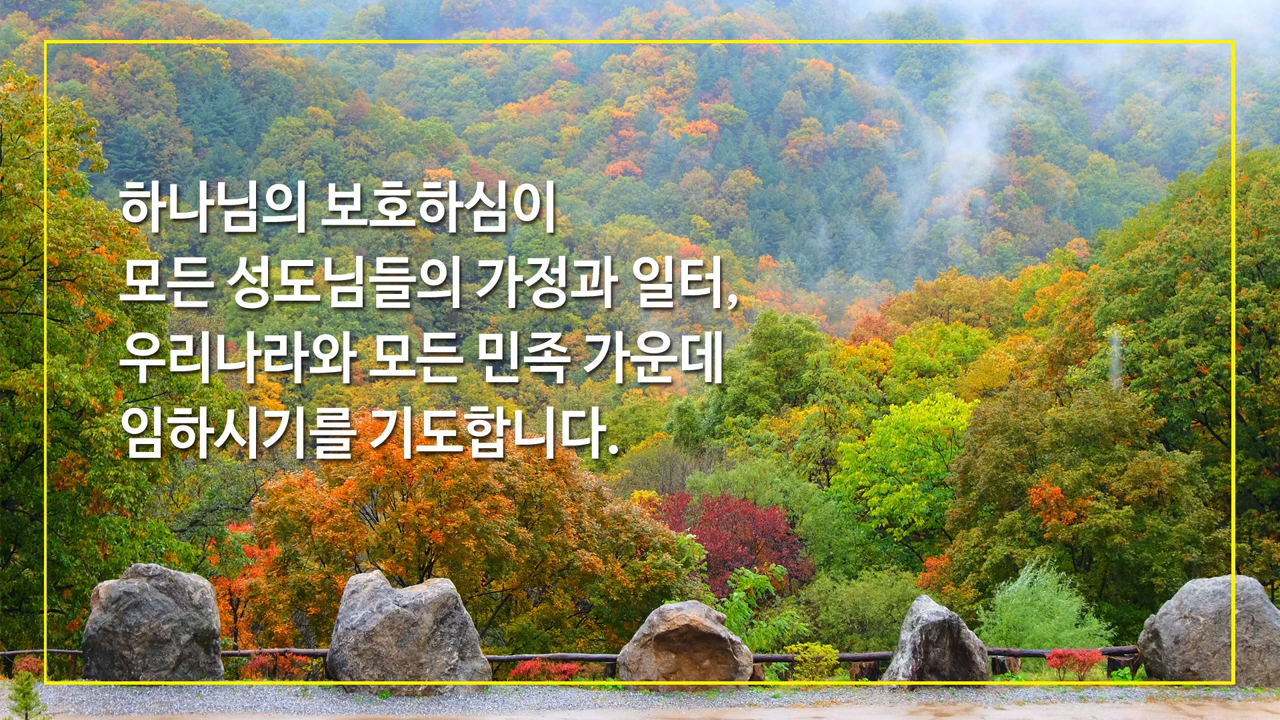 하나님의 보호하심이
모든 성도님들의 가정과 일터,
우리나라와 모든 민족 가운데
임하시기를 기도합니다.